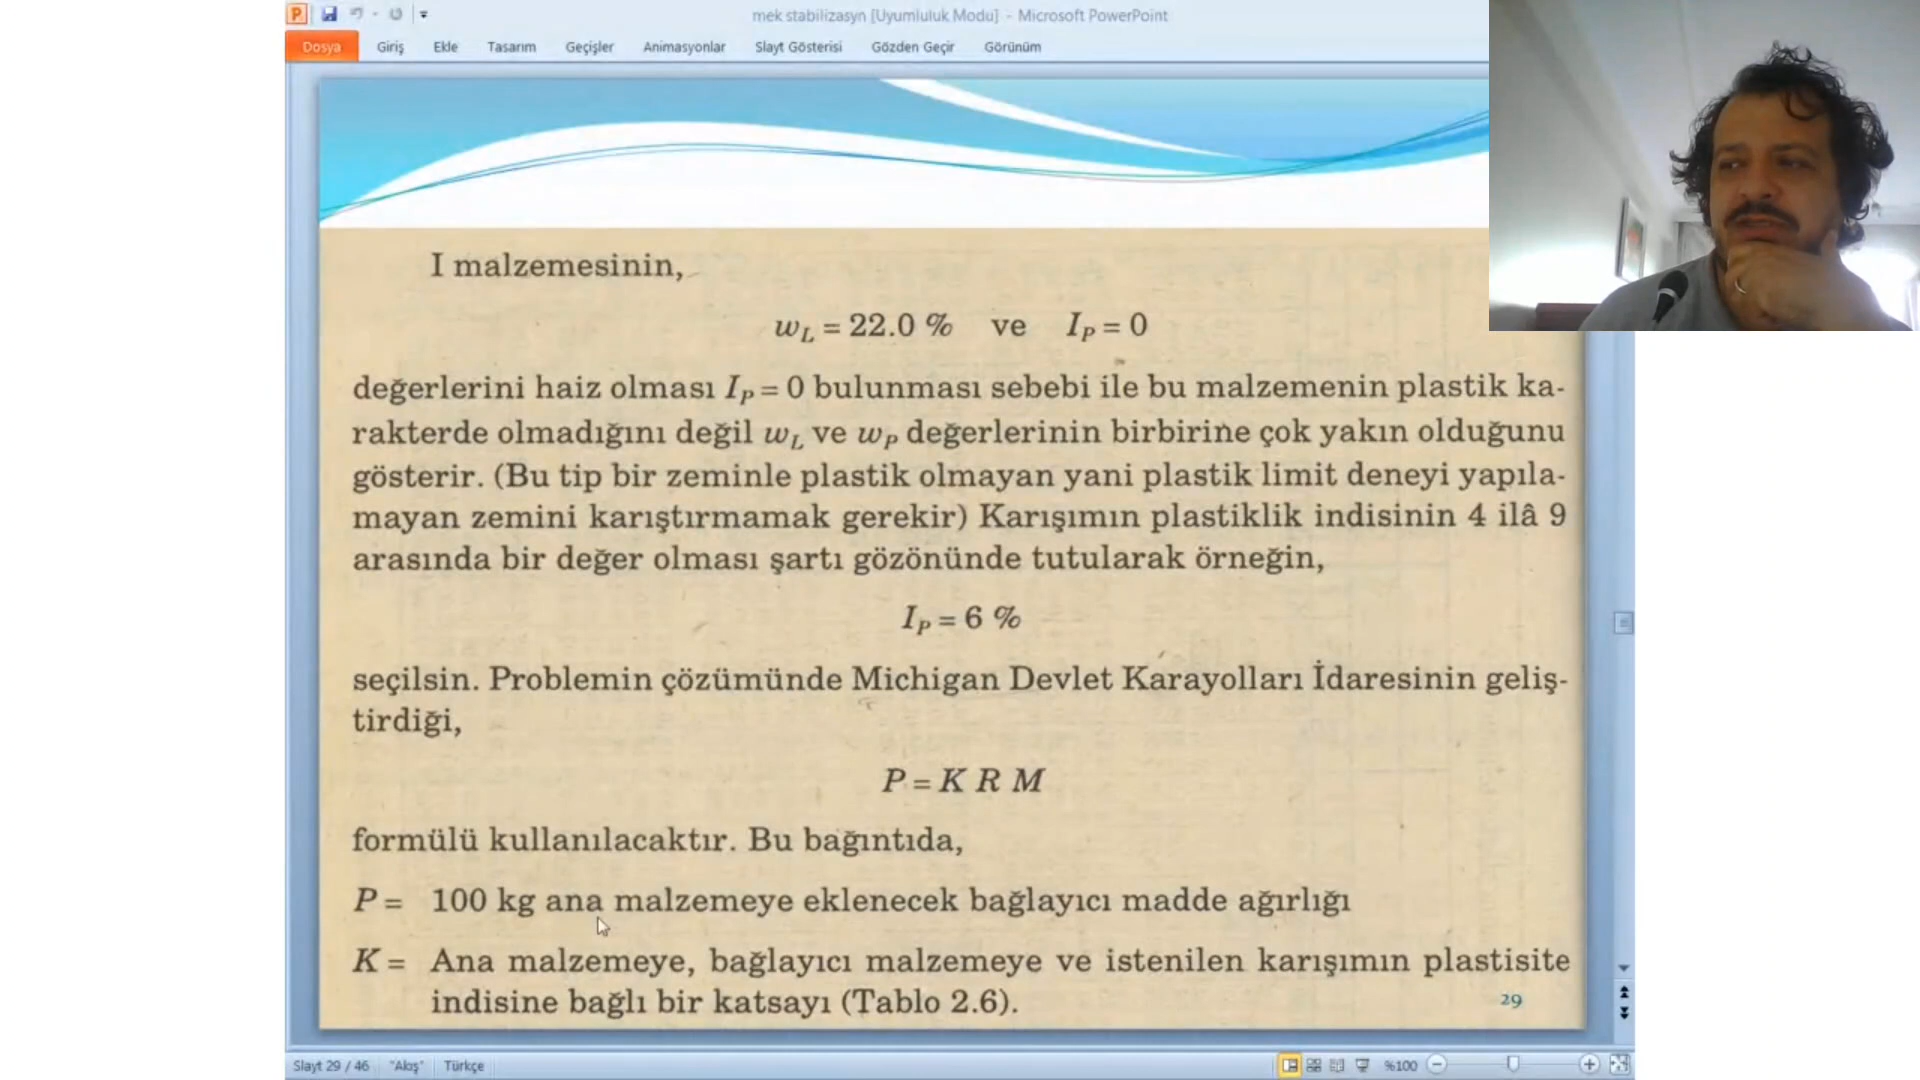 mek stabilizasyn [Uyumluluk Modu] - Microsoft PowerPoint
Dosya Giriş Ekle Tasarım Geçişler Animasyonlar Slayt Gösterisi Gözden Geçir Görünüm
I malzemesinin,
wL = 22.0 % ve IP = 0
değerlerini haiz olması IP = 0 bulunması sebebi ile bu malzemenin plastik ka-
rakterde olmadığını değil wL ve wP değerlerinin birbirine çok yakın olduğunu
gösterir. (Bu tip bir zeminle plastik olmayan yani plastik limit deneyi yapıla-
mayan zemini karıştırmamak gerekir) Karışımın plastiklik indisinin 4 ilâ 9
arasında bir değer olması şartı gözönünde tutularak örneğin,
IP = 6 %
seçilsin. Problemin çözümünde Michigan Devlet Karayolları İdaresinin geliş-
tirdiği,
P = K R M
formülü kullanılacaktır. Bu bağıntıda,
P = 100 kg ana malzemeye eklenecek bağlayıcı madde ağırlığı
K = Ana malzemeye, bağlayıcı malzemeye ve istenilen karışımın plastisite
indisine bağlı bir katsayı (Tablo 2.6).
29
Slayt 29 / 46 "Akış" Türkçe %100